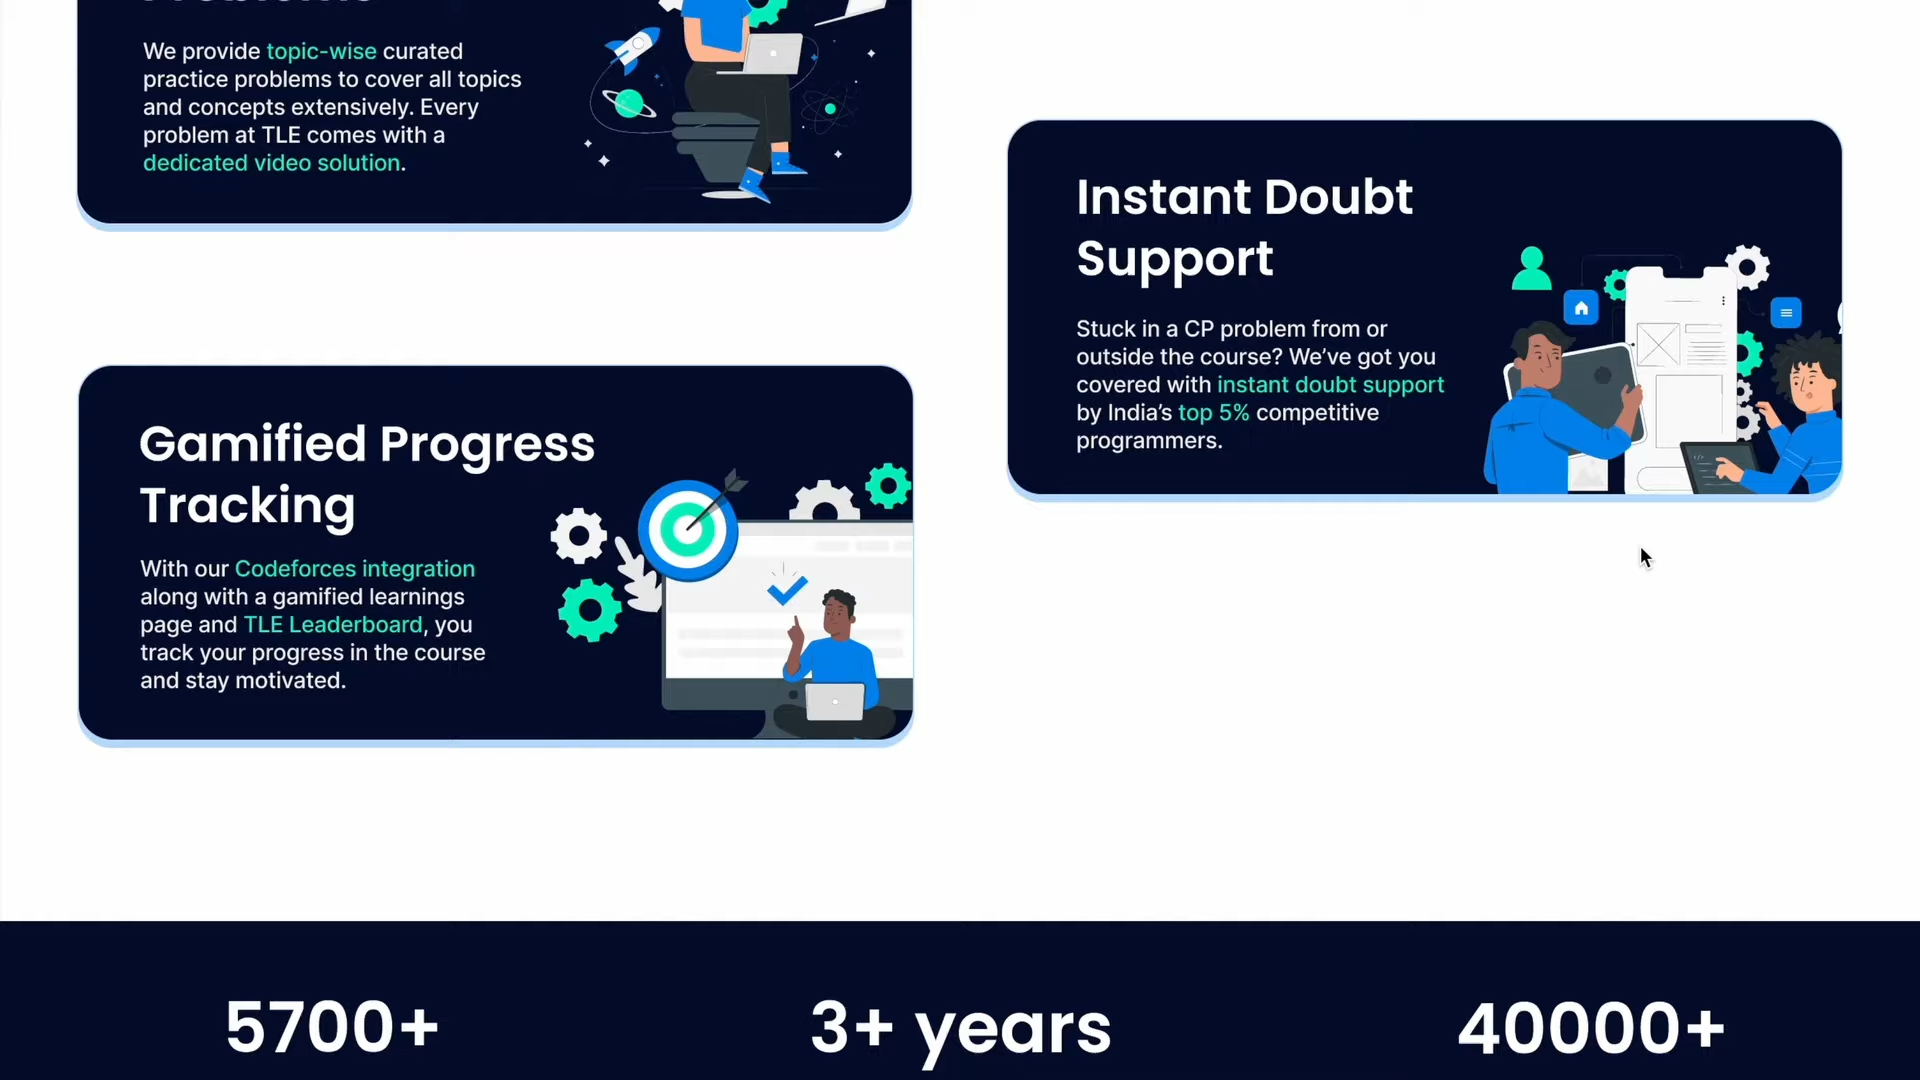 We provide topic-wise curated
practice problems to cover all topics
and concepts extensively. Every
problem at TLE comes with a
dedicated video solution.
Instant Doubt
Support
Stuck in a CP problem from or
outside the course? We’ve got you
covered with instant doubt support
by India’s top 5% competitive
programmers.
Gamified Progress
Tracking
With our Codeforces integration
along with a gamified learnings
page and TLE Leaderboard, you
track your progress in the course
and stay motivated.
5700+
3+ years
40000+